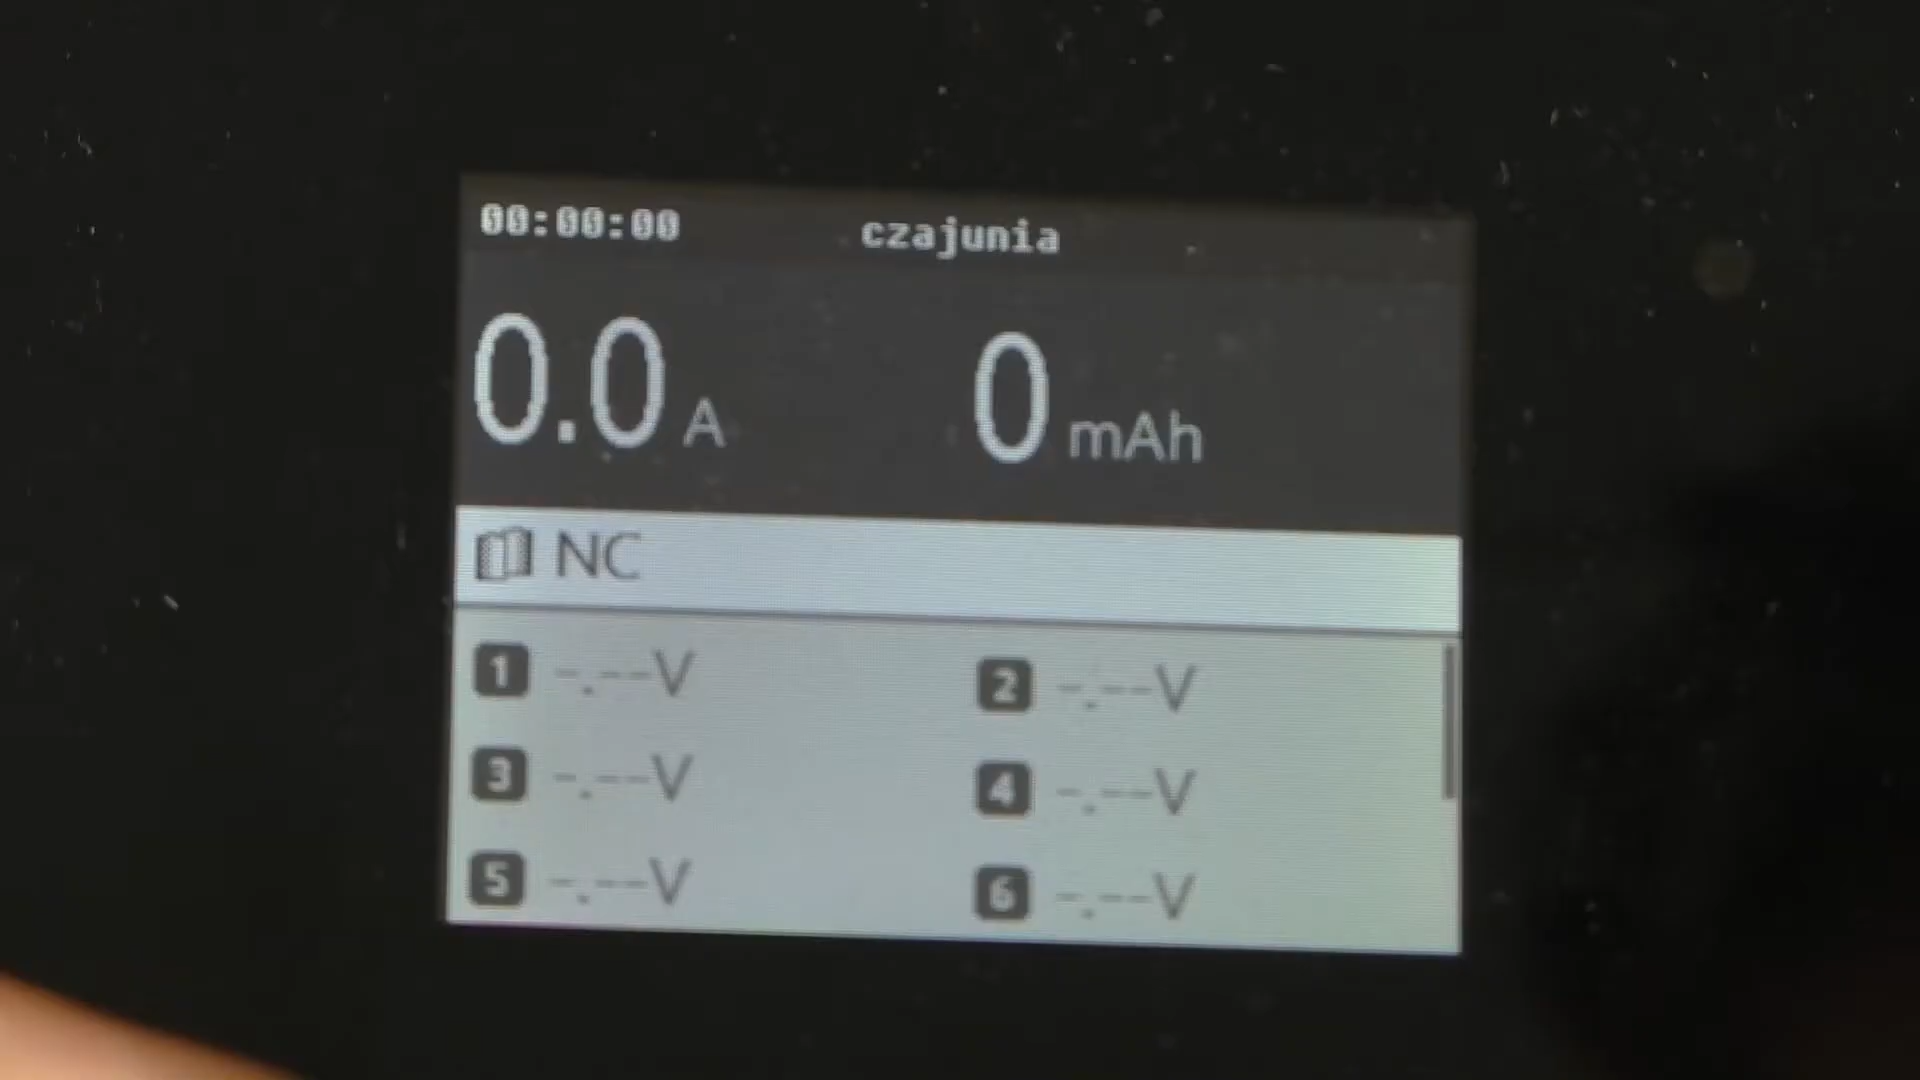 00:00:00 czajunia
0.0 A 0 mAh
NC
1 -.--V 2 -.--V
3 -.--V 4 -.--V
5 -.--V 6 -.--V